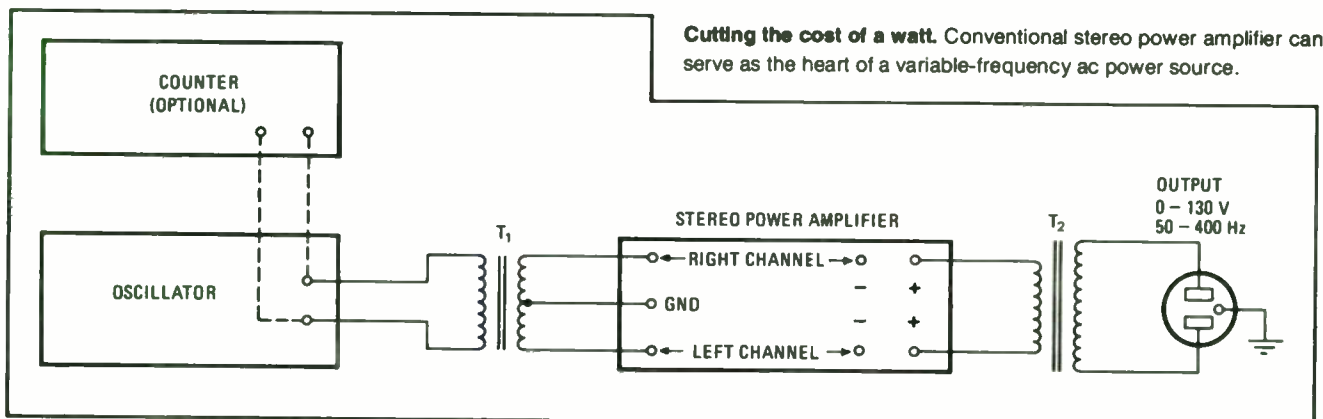 Cutting the cost of a watt. Conventional stereo power amplifier can
serve as the heart of a variable-frequency ac power source.
COUNTER
(OPTIONAL)
OSCILLATOR
T1
STEREO POWER AMPLIFIER
RIGHT CHANNEL
GND
LEFT CHANNEL
- +
- +
T2
OUTPUT
0 – 130 V
50 – 400 Hz